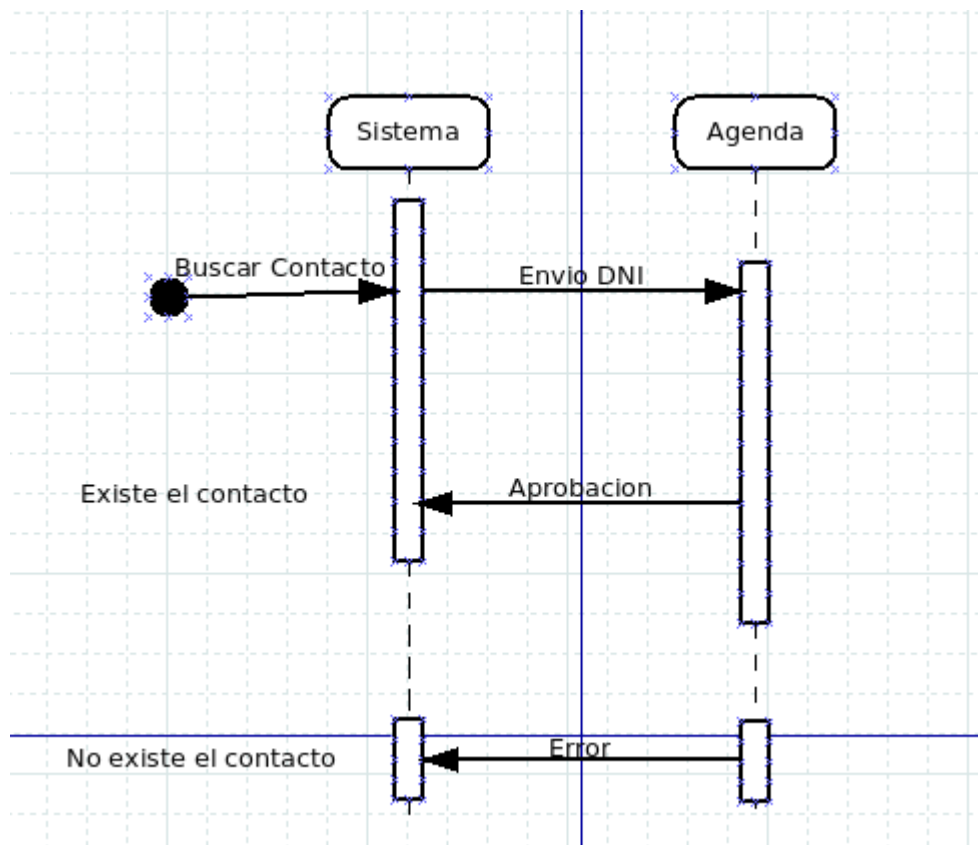 Sistema
Agenda
Buscar Contacto
Envio DNI
Existe el contacto
Aprobacion
No existe el contacto
Error